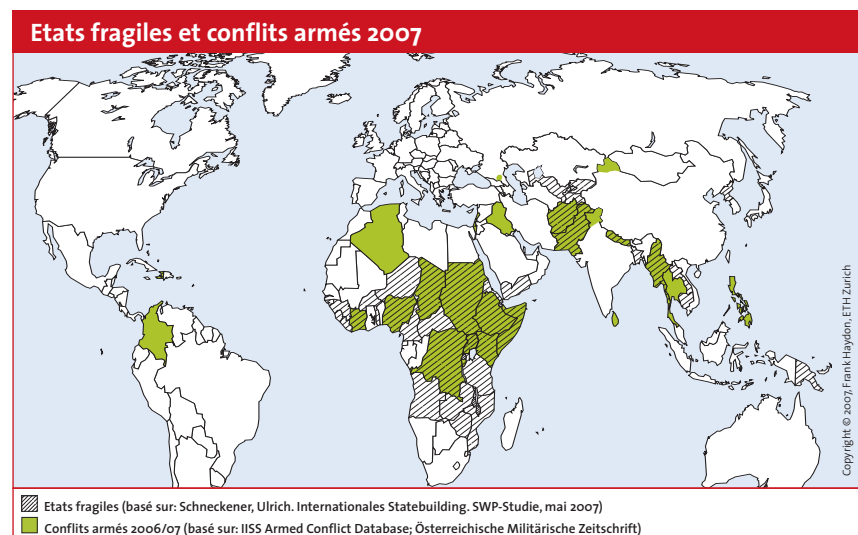 Etats fragiles et conflits armés 2007
Copyright © 2007, Frank Haydon, ETH Zurich
Etats fragiles (basé sur: Schneckener, Ulrich. Internationales Statebuilding. SWP-Studie, mai 2007)
Conflits armés 2006/07 (basé sur: IISS Armed Conflict Database; Österreichische Militärische Zeitschrift)